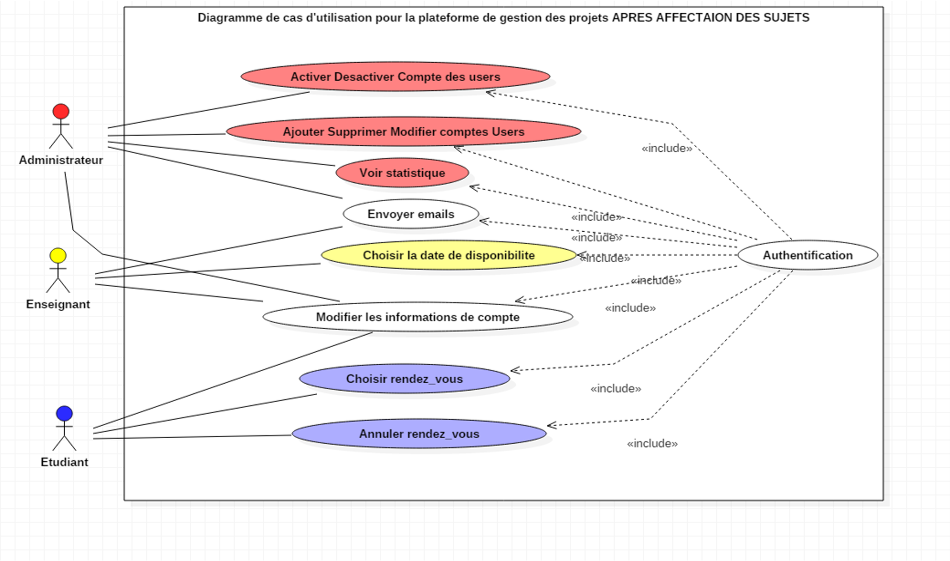 Diagramme de cas d'utilisation pour la plateforme de gestion des projets APRES AFFECTAION DES SUJETS
Activer Desactiver Compte des users
Ajouter Supprimer Modifier comptes Users
Administrateur
«include»
Voir statistique
Envoyer emails
«include»
«include»
Choisir la date de disponibilite
«include»
Authentification
«include»
Enseignant
«include»
Modifier les informations de compte
Choisir rendez_vous
«include»
Annuler rendez_vous
«include»
Etudiant